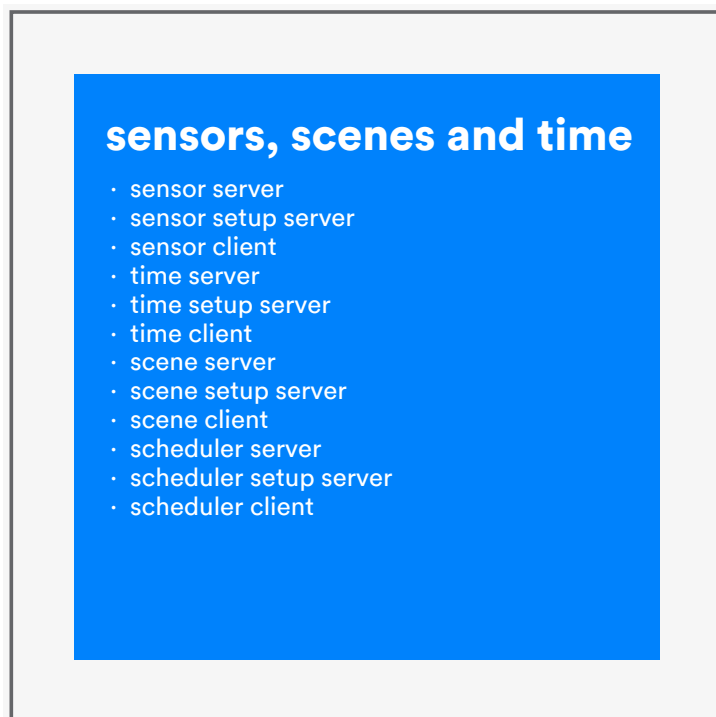 sensors, scenes and time
· sensor server
· sensor setup server
· sensor client
· time server
· time setup server
· time client
· scene server
· scene setup server
· scene client
· scheduler server
· scheduler setup server
· scheduler client